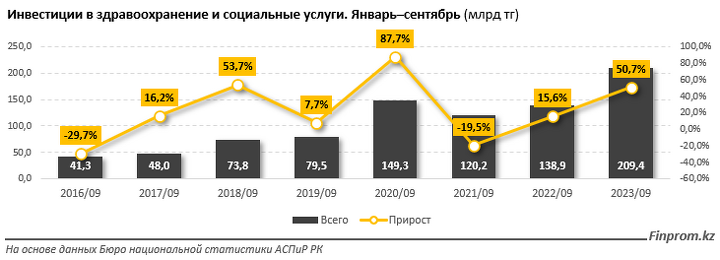 Инвестиции в здравоохранение и социальные услуги. Январь–сентябрь (млрд тг)
250,0 87,7% 100,0%
200,0 53,7% 50,7% 80,0%
60,0%
150,0 16,2% 7,7% 15,6% 40,0%
20,0%
100,0 -29,7% -19,5% 0,0%
50,0 -20,0%
41,3 48,0 73,8 79,5 149,3 120,2 138,9 209,4 -40,0%
0,0 -60,0%
2016/09 2017/09 2018/09 2019/09 2020/09 2021/09 2022/09 2023/09
Всего Прирост
Finprom.kz
На основе данных Бюро национальной статистики АСПиР РК